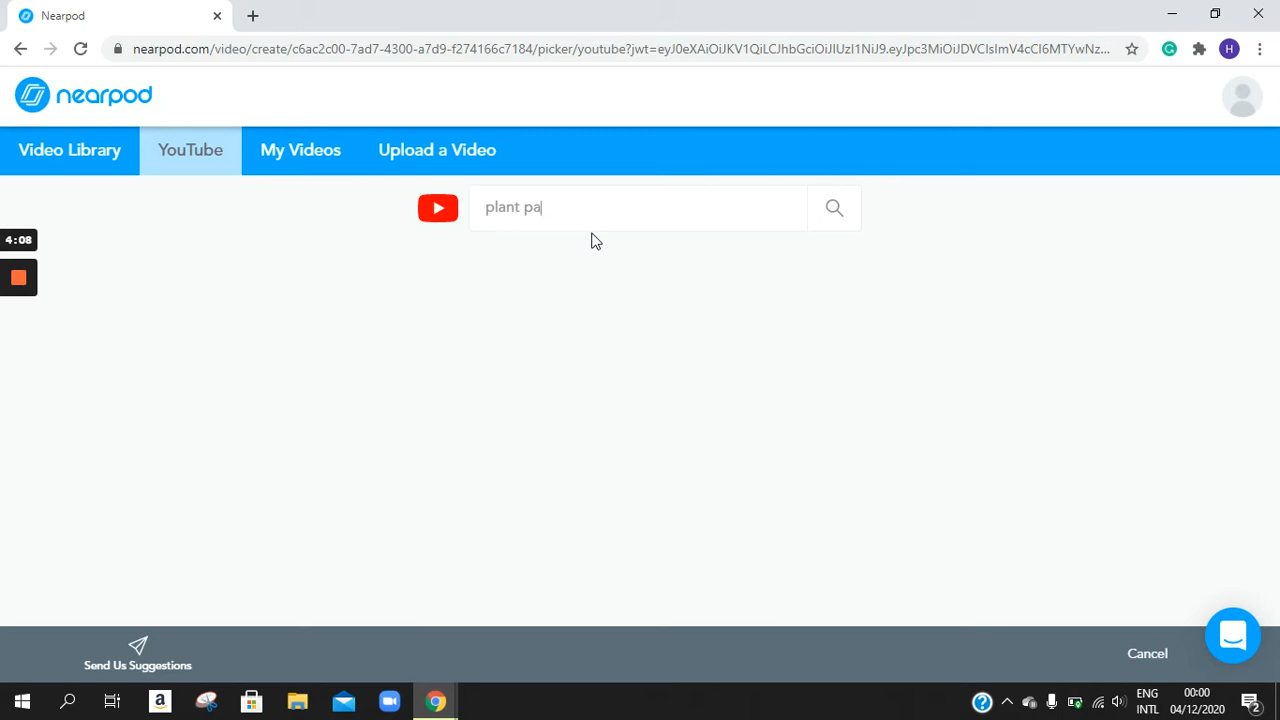 Nearpod
nearpod.com/video/create/c6ac2c00-7ad7-4300-a7d9-f274166c7184/picker/youtube?jwt=eyJ0eXAiOiJKV1QiLCJhbGciOiJIUzI1NiJ9.eyJpc3MiOiJDVClsImV4cCI6MTYwNz...
H
nearpod
Video Library
YouTube
My Videos
Upload a Video
plant pa
4:08
Send Us Suggestions
Cancel
a
ENG
INTL
00:00
04/12/2020
2